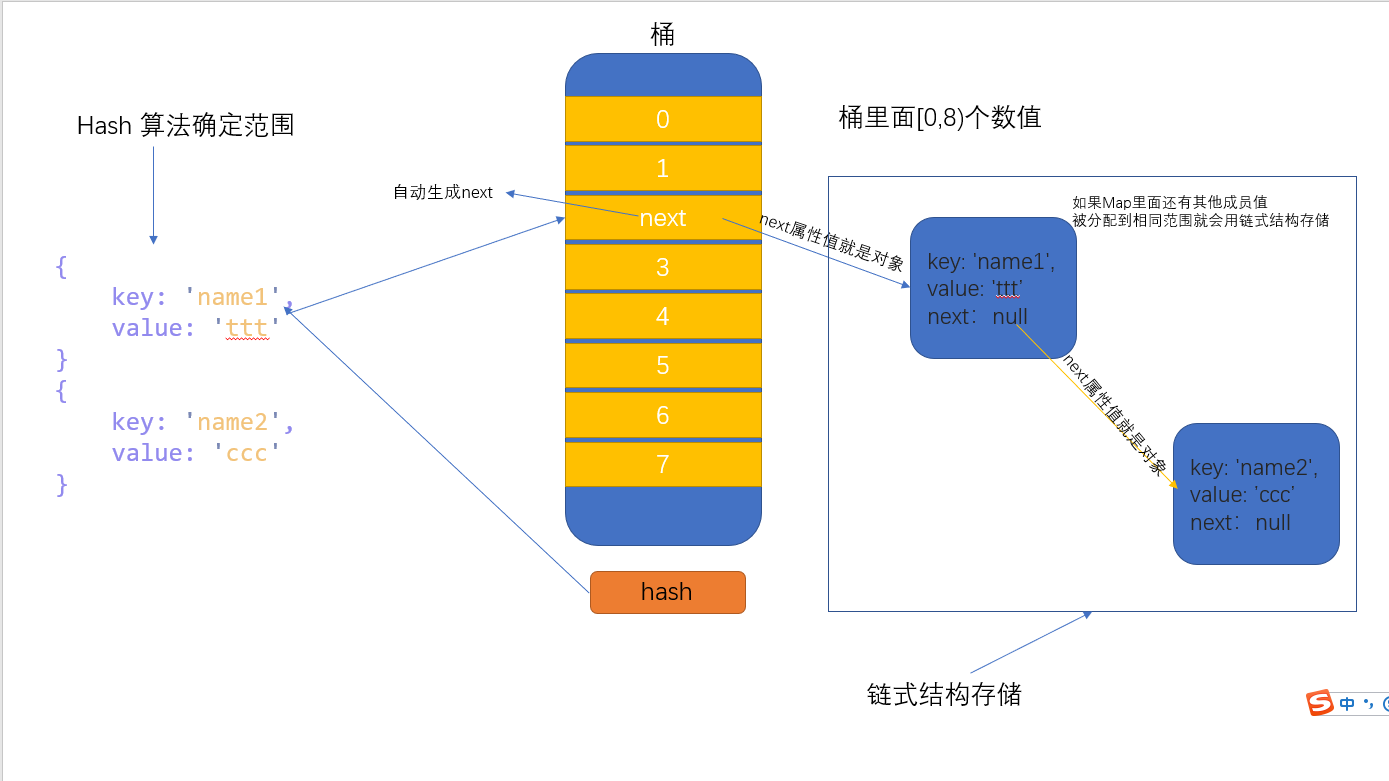 桶
Hash 算法确定范围
{
key: 'name1',
value: 'ttt'
}
{
key: 'name2',
value: 'ccc'
}
自动生成next
0
1
next
3
4
5
6
7
hash
桶里面[0,8)个数值
如果Map里面还有其他成员值
被分配到相同范围就会用链式结构存储
next属性值就是对象
key: 'name1',
value: 'ttt’
next： null
next属性值就是对象
key: 'name2',
value: 'ccc’
next： null
链式结构存储
S 中 •,